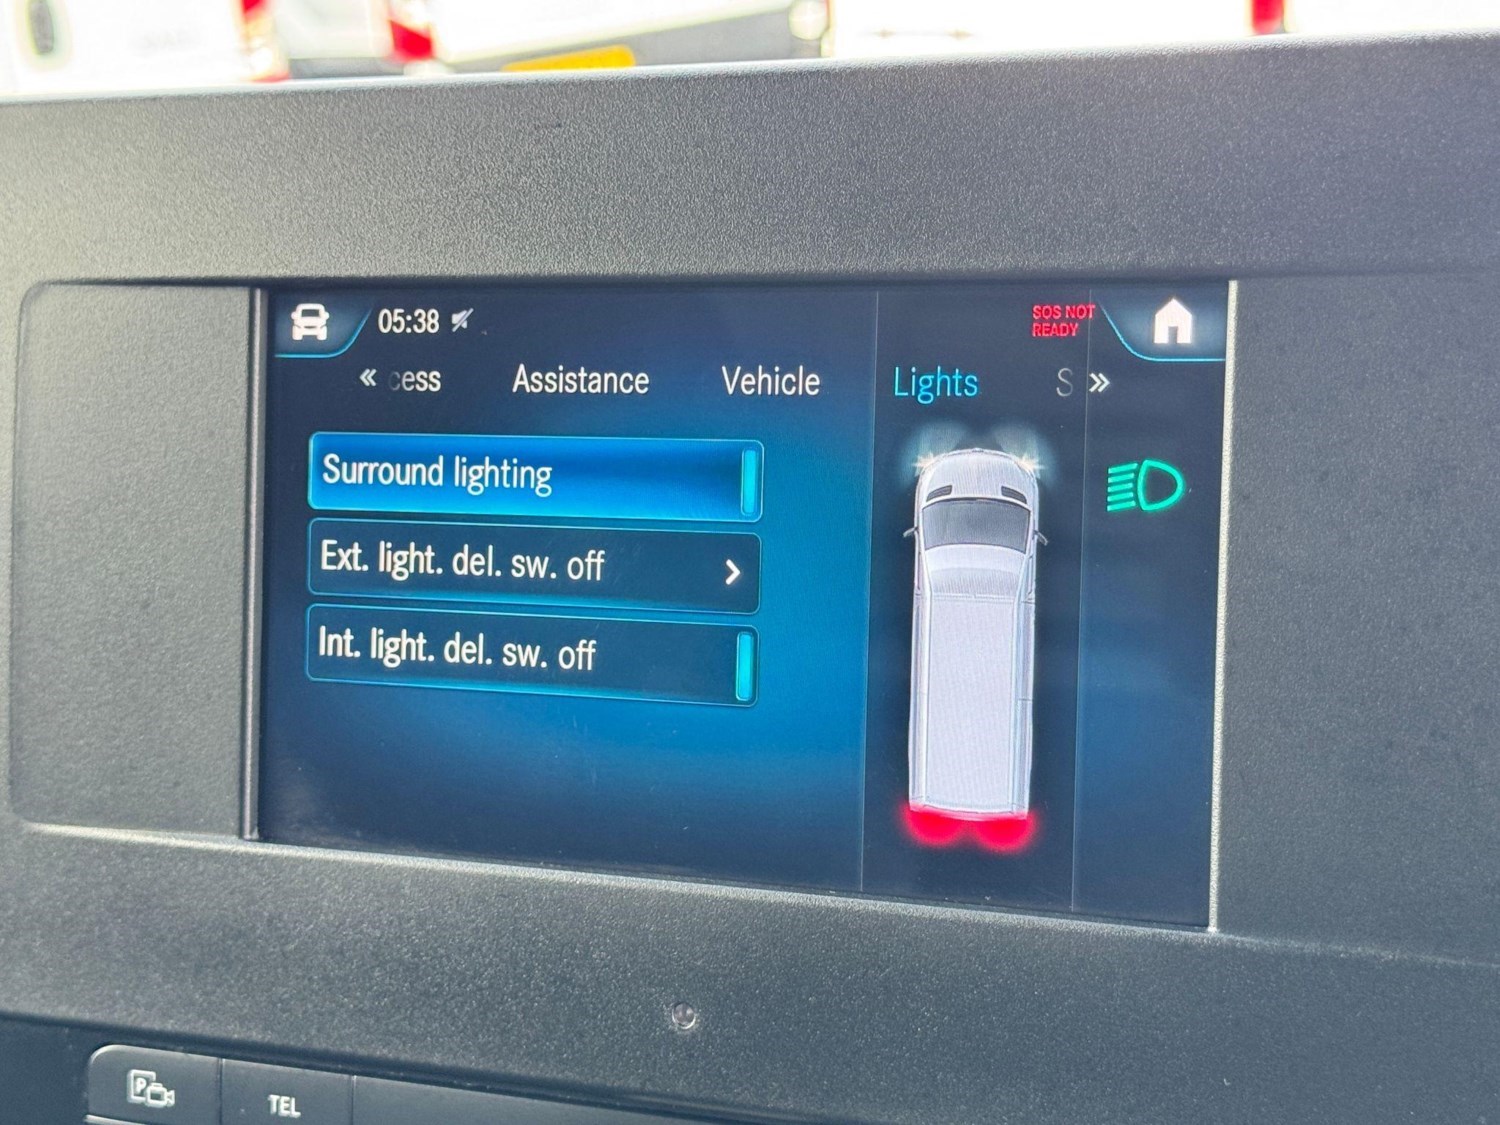 05:38
SOS NOT
READY
« cess Assistance Vehicle Lights S »
Surround lighting
Ext. light. del. sw. off
Int. light. del. sw. off
P
TEL